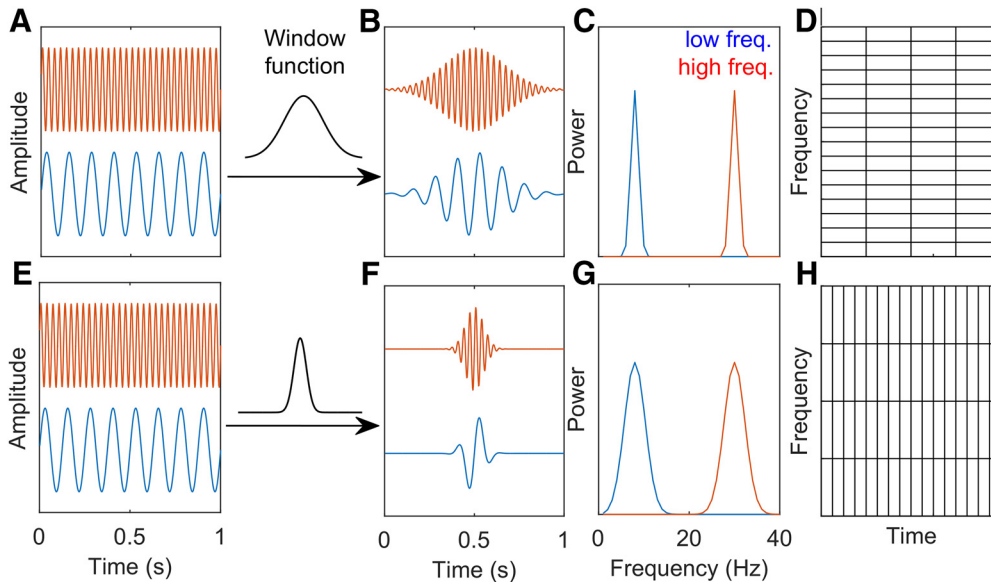 A
Amplitude
Window
function
B
C
low freq.
high freq.
Power
D
Frequency
E
Amplitude
0
0.5
1
Time (s)
F
0
0.5
1
Time (s)
G
Power
0
20
40
Frequency (Hz)
H
Frequency
Time